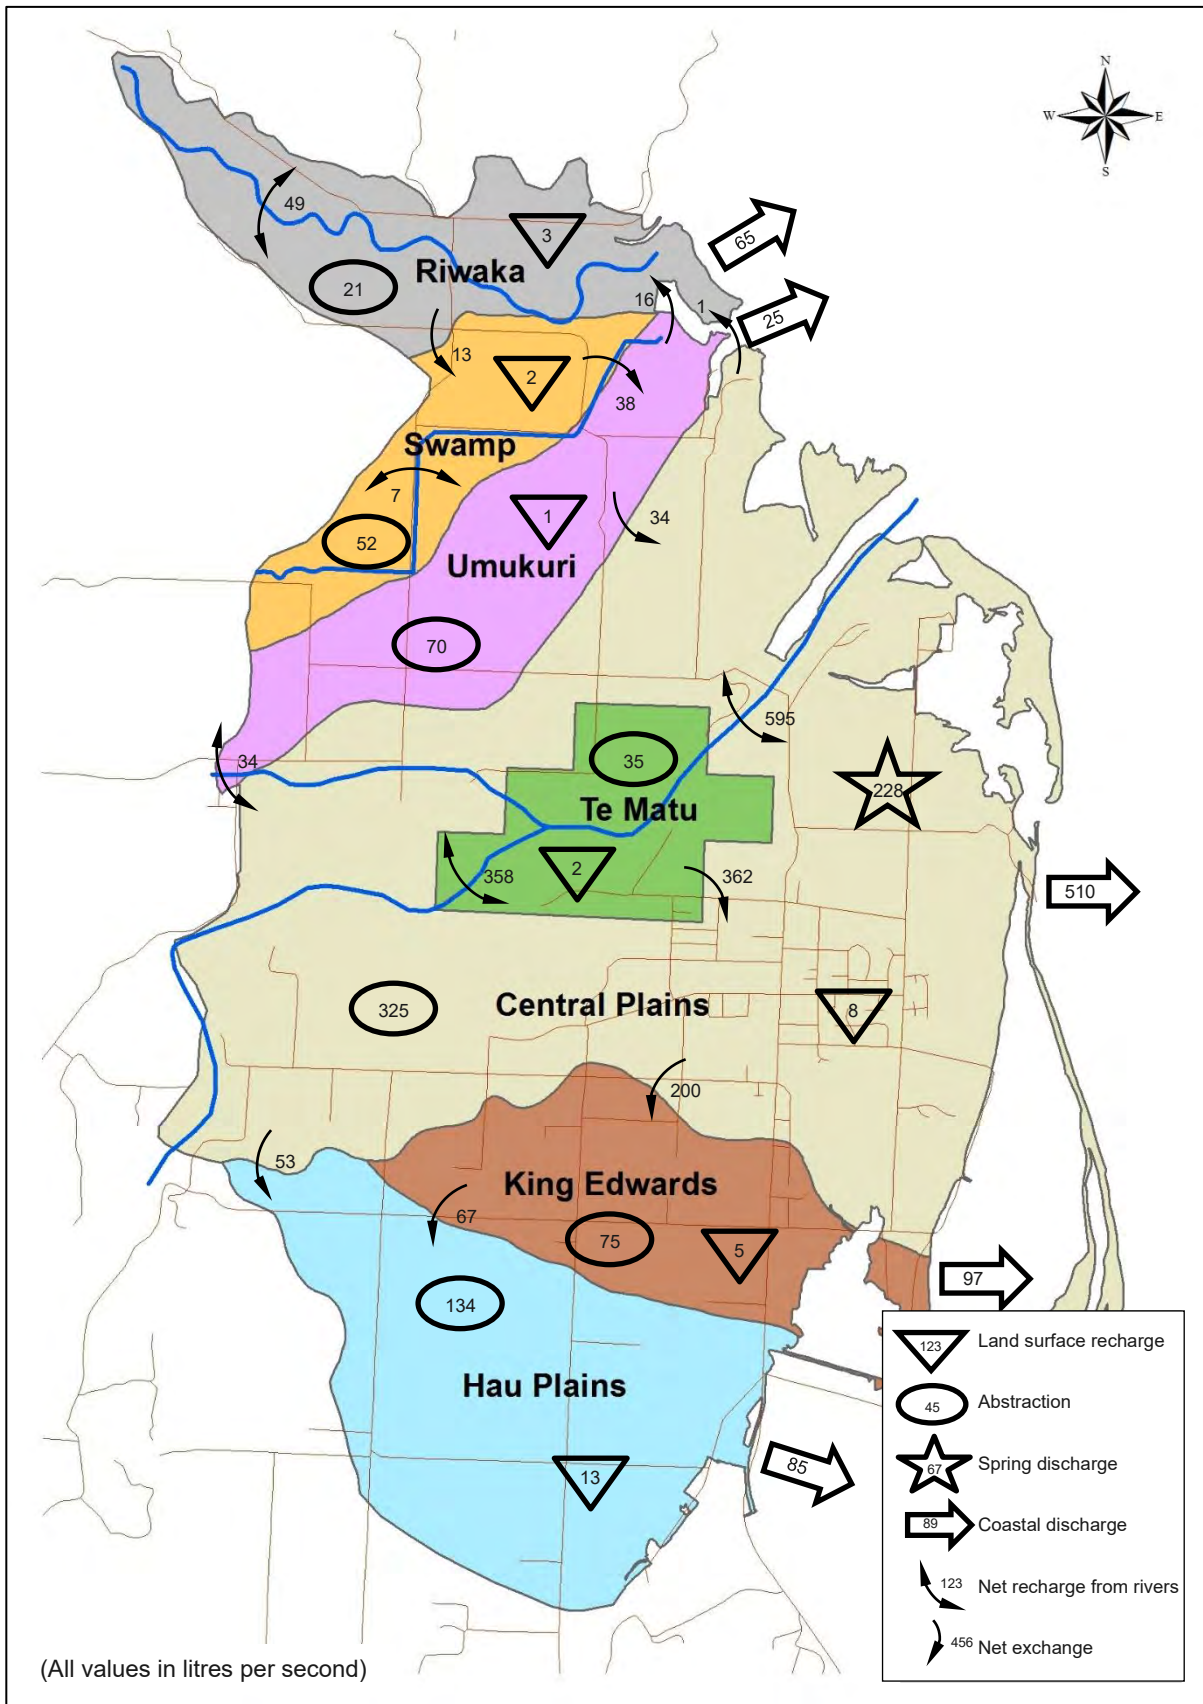 N
W E
S
49
3
65
Riwaka
21
16
1
25
13
2
38
Swamp
7
1
34
52
Umukuri
70
595
34
35
228
Te Matu
2
358
362
510
325
Central Plains
8
200
53
King Edwards
67
75
5
97
134
Hau Plains
13
85
123 Land surface recharge
45 Abstraction
67 Spring discharge
89 Coastal discharge
123 Net recharge from rivers
456 Net exchange
(All values in litres per second)